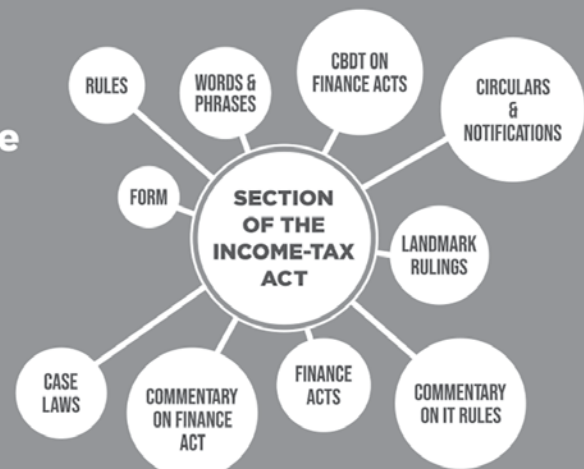 RULES
WORDS &
PHRASES
CBDT ON
FINANCE ACTS
CIRCULARS
&
NOTIFICATIONS
e
FORM
SECTION
OF THE
INCOME-TAX
ACT
LANDMARK
RULINGS
CASE
LAWS
COMMENTARY
ON FINANCE
ACT
FINANCE
ACTS
COMMENTARY
ON IT RULES